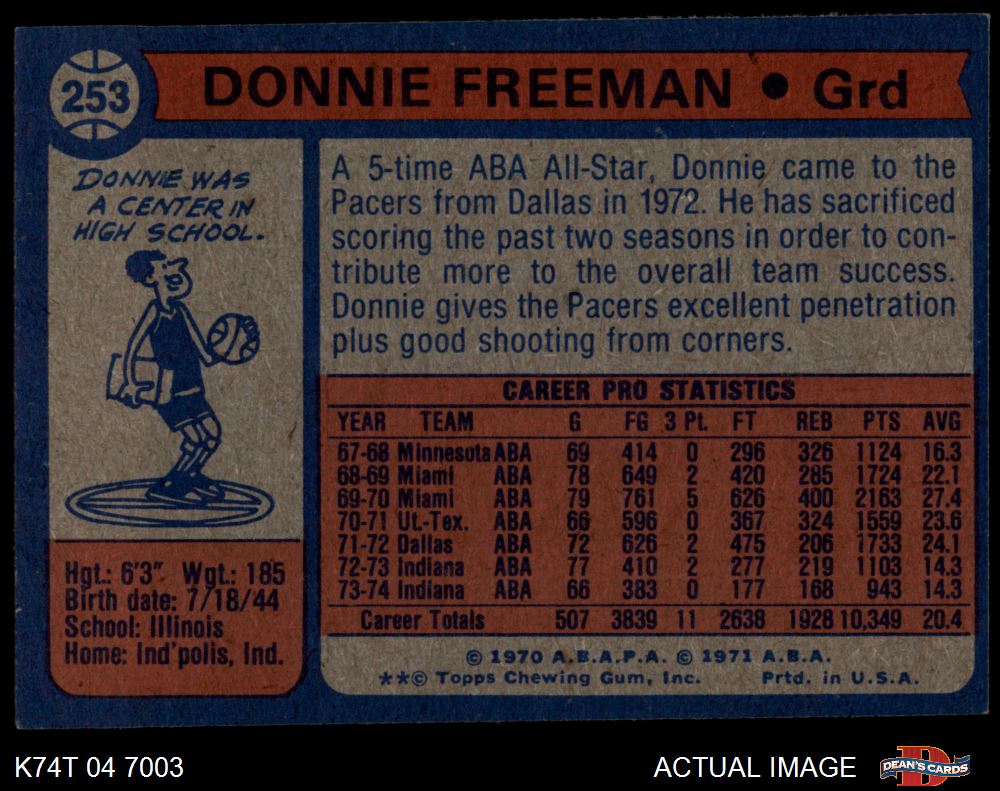 253
DONNIE FREEMAN • Grd
DONNIE WAS
A CENTER IN
HIGH SCHOOL.
Hgt.: 6'3" Wgt.: 185
Birth date: 7/18/44
School: Illinois
Home: Ind'polis, Ind.
A 5-time ABA All-Star, Donnie came to the
Pacers from Dallas in 1972. He has sacrificed
scoring the past two seasons in order to con-
tribute more to the overall team success.
Donnie gives the Pacers excellent penetration
plus good shooting from corners.
CAREER PRO STATISTICS
YEAR TEAM G FG 3 Pt. FT REB PTS AVG
67-68 Minnesota ABA 69 414 0 296 326 1124 16.3
68-69 Miami ABA 78 649 2 420 285 1724 22.1
69-70 Miami ABA 79 761 5 626 400 2163 27.4
70-71 Ut.-Tex. ABA 66 596 0 367 324 1559 23.6
71-72 Dallas ABA 72 626 2 475 206 1733 24.1
72-73 Indiana ABA 77 410 2 277 219 1103 14.3
73-74 Indiana ABA 66 383 0 177 168 943 14.3
Career Totals 507 3839 11 2638 1928 10,349 20.4
© 1970 A.B.A.P.A. © 1971 A.B.A.
**© Topps Chewing Gum, Inc. Prtd. in U.S.A.
K74T 04 7003
ACTUAL IMAGE
D
DEAN'S CARDS